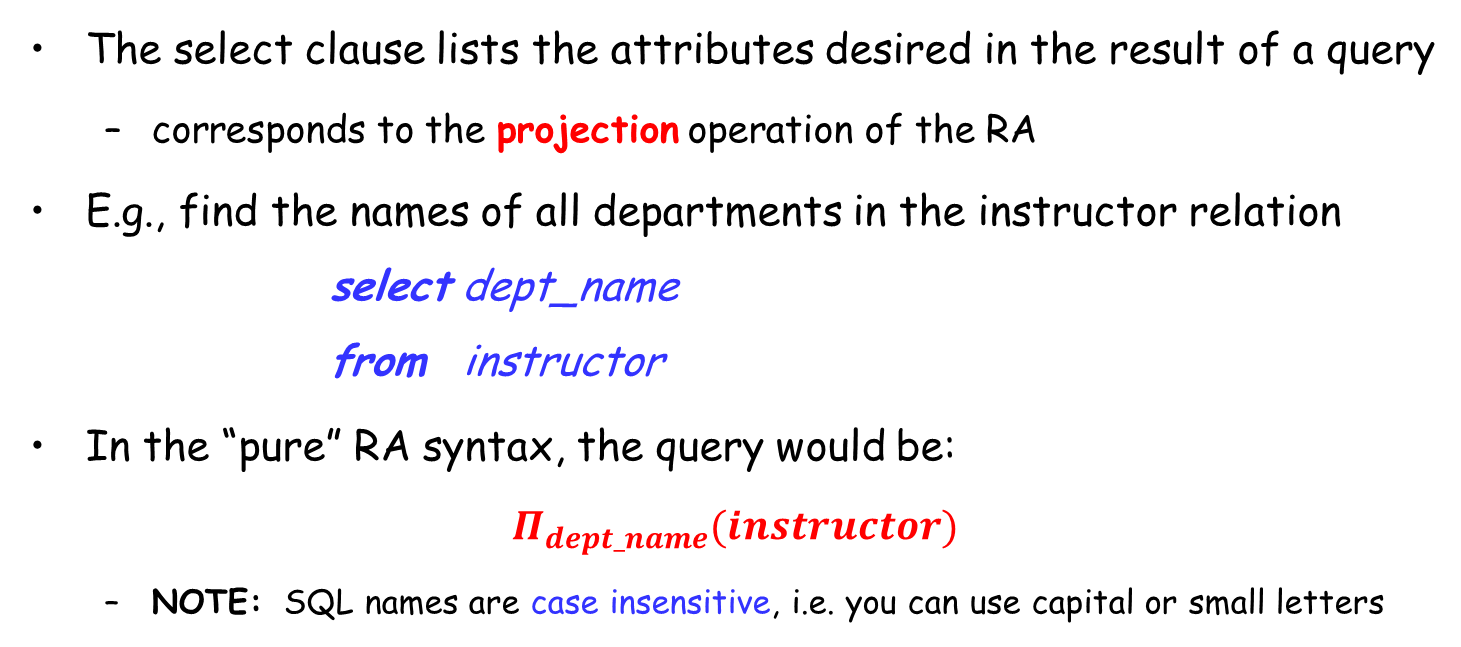 • The select clause lists the attributes desired in the result of a query
– corresponds to the projection operation of the RA
• E.g., find the names of all departments in the instructor relation
select dept_name
from instructor
• In the “pure” RA syntax, the query would be:
Π_dept_name(instructor)
– NOTE: SQL names are case insensitive, i.e. you can use capital or small letters